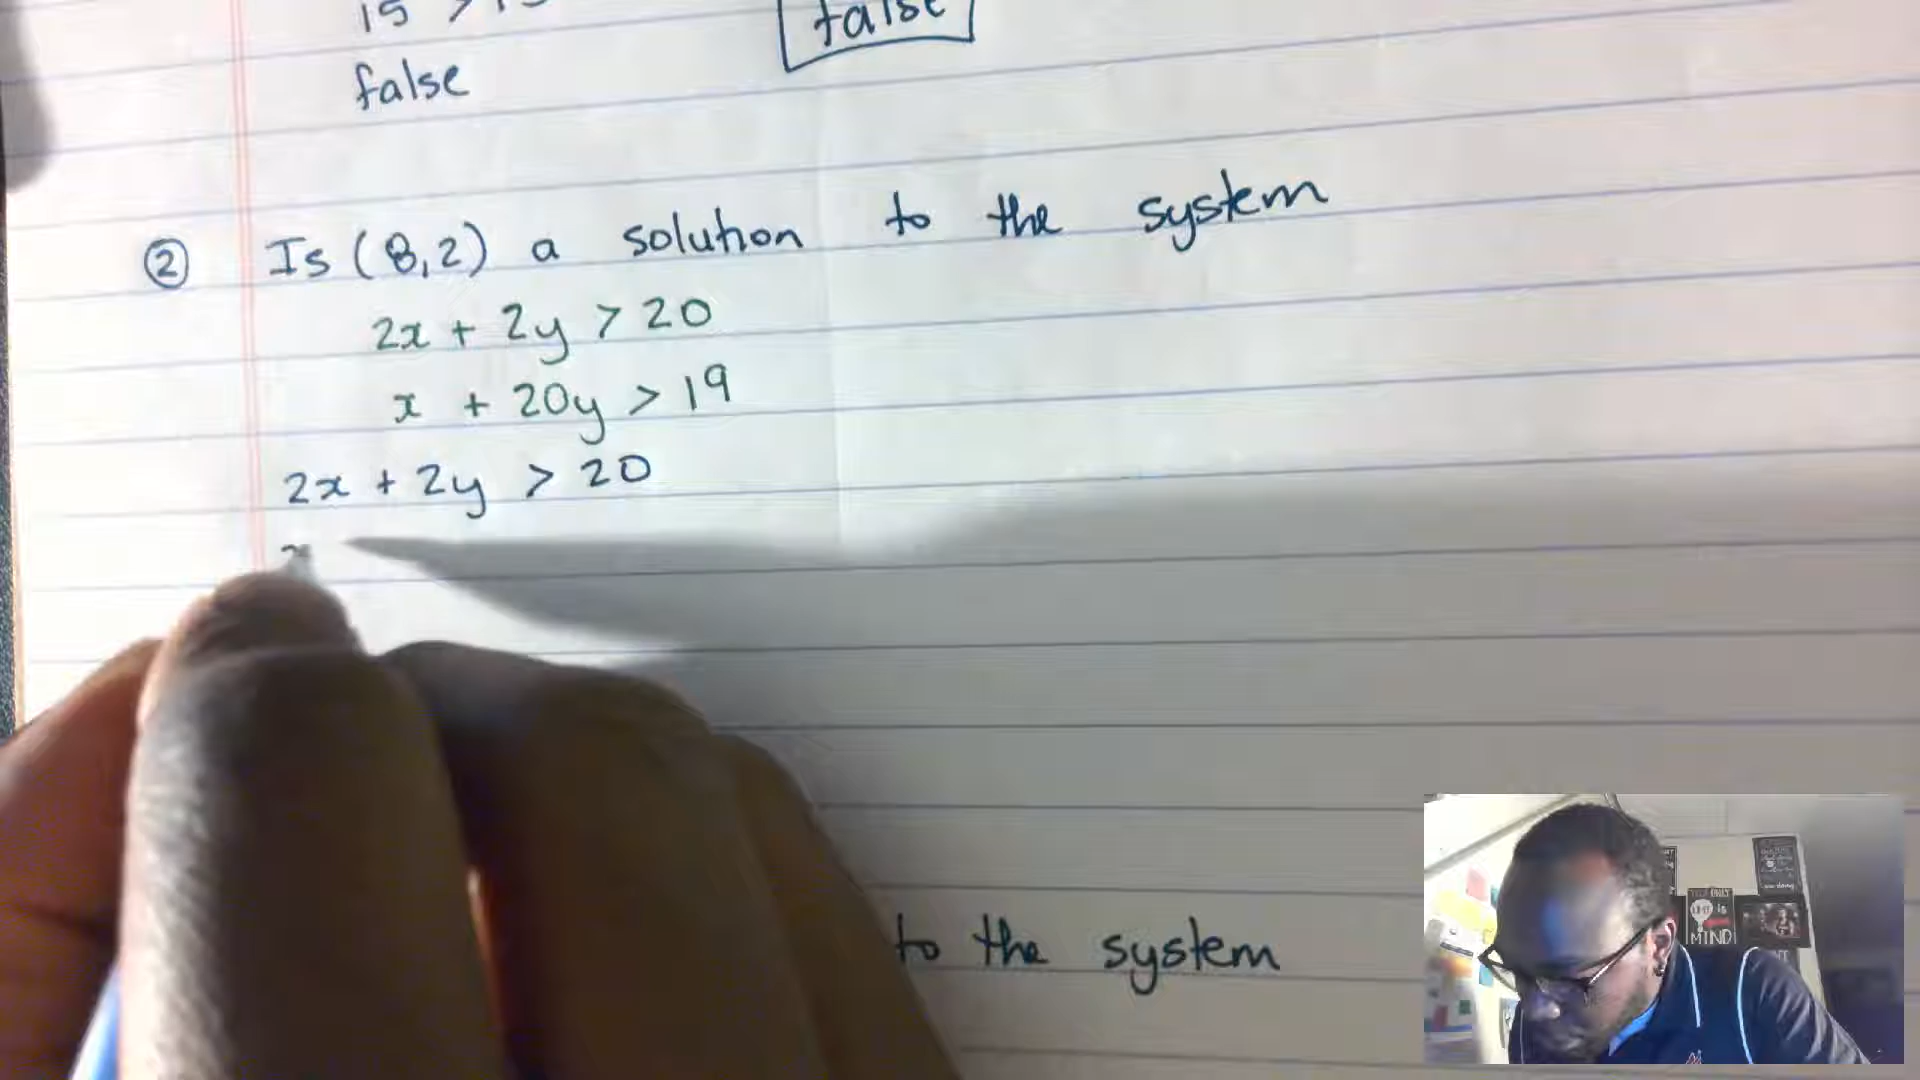 false
false
② Is (8,2) a solution to the system
2x + 2y > 20
x + 20y > 19
2x + 2y > 20
to the system
MIND